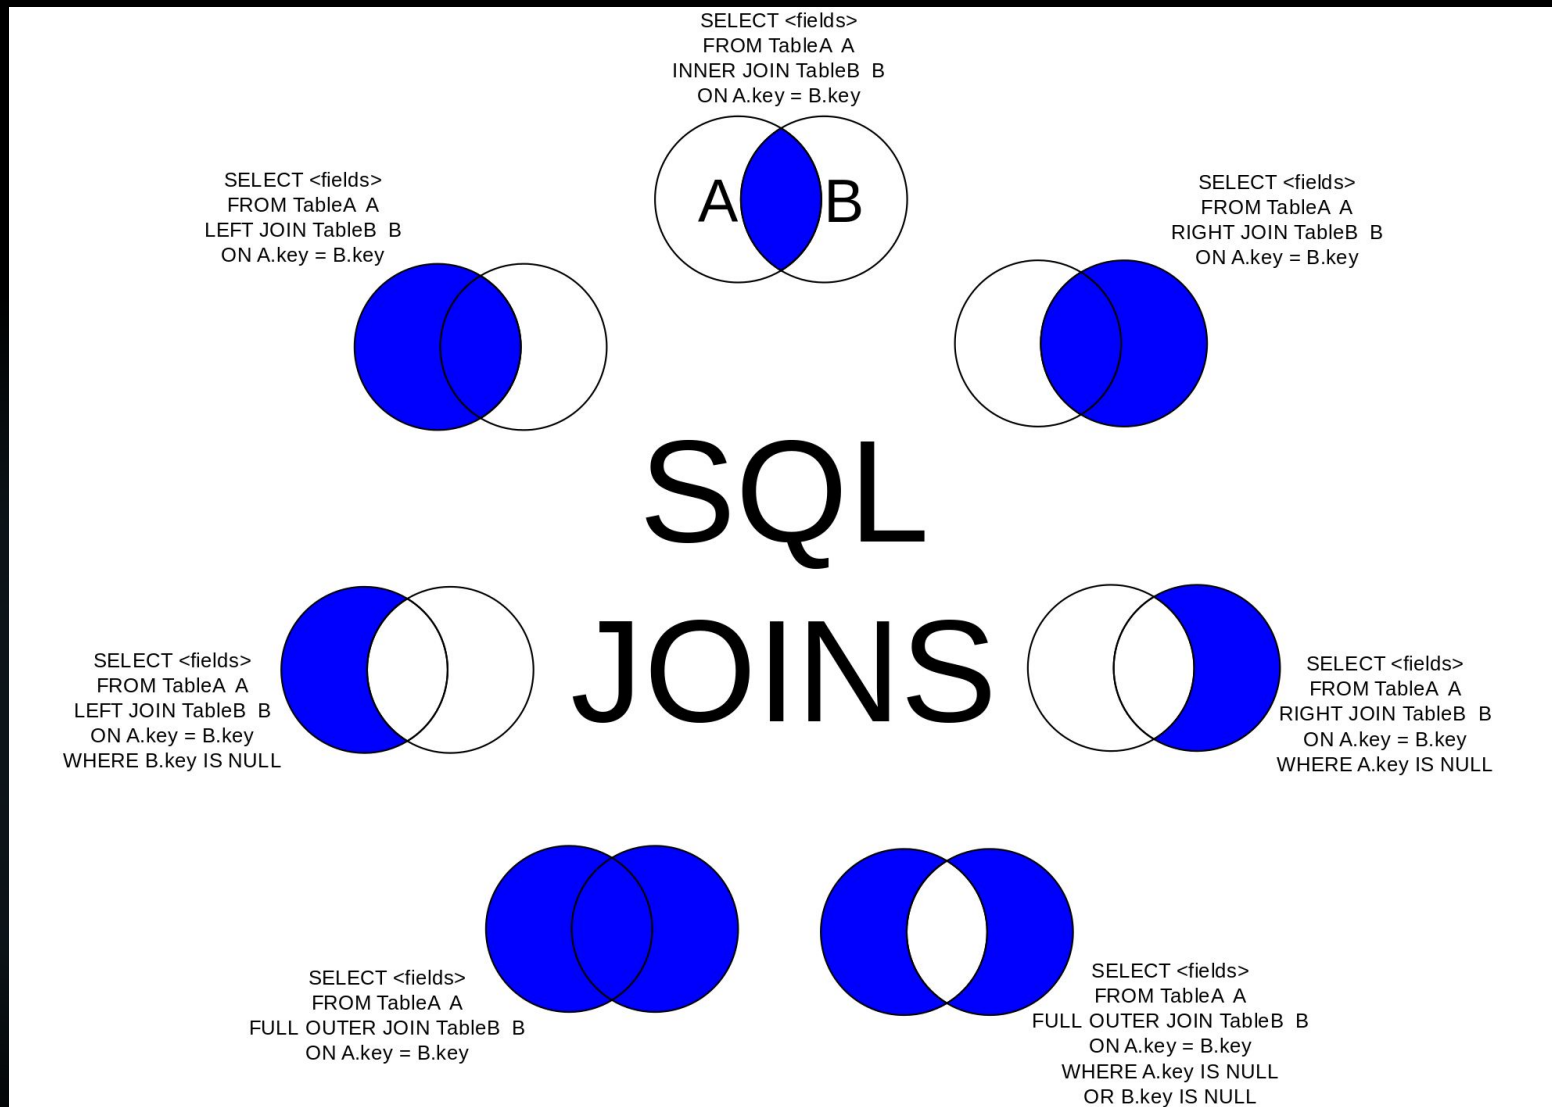 SELECT <fields>
FROM TableA A
INNER JOIN TableB B
ON A.key = B.key
A B
SELECT <fields>
FROM TableA A
LEFT JOIN TableB B
ON A.key = B.key
SELECT <fields>
FROM TableA A
RIGHT JOIN TableB B
ON A.key = B.key
SQL
JOINS
SELECT <fields>
FROM TableA A
LEFT JOIN TableB B
ON A.key = B.key
WHERE B.key IS NULL
SELECT <fields>
FROM TableA A
RIGHT JOIN TableB B
ON A.key = B.key
WHERE A.key IS NULL
SELECT <fields>
FROM TableA A
FULL OUTER JOIN TableB B
ON A.key = B.key
SELECT <fields>
FROM TableA A
FULL OUTER JOIN TableB B
ON A.key = B.key
WHERE A.key IS NULL
OR B.key IS NULL